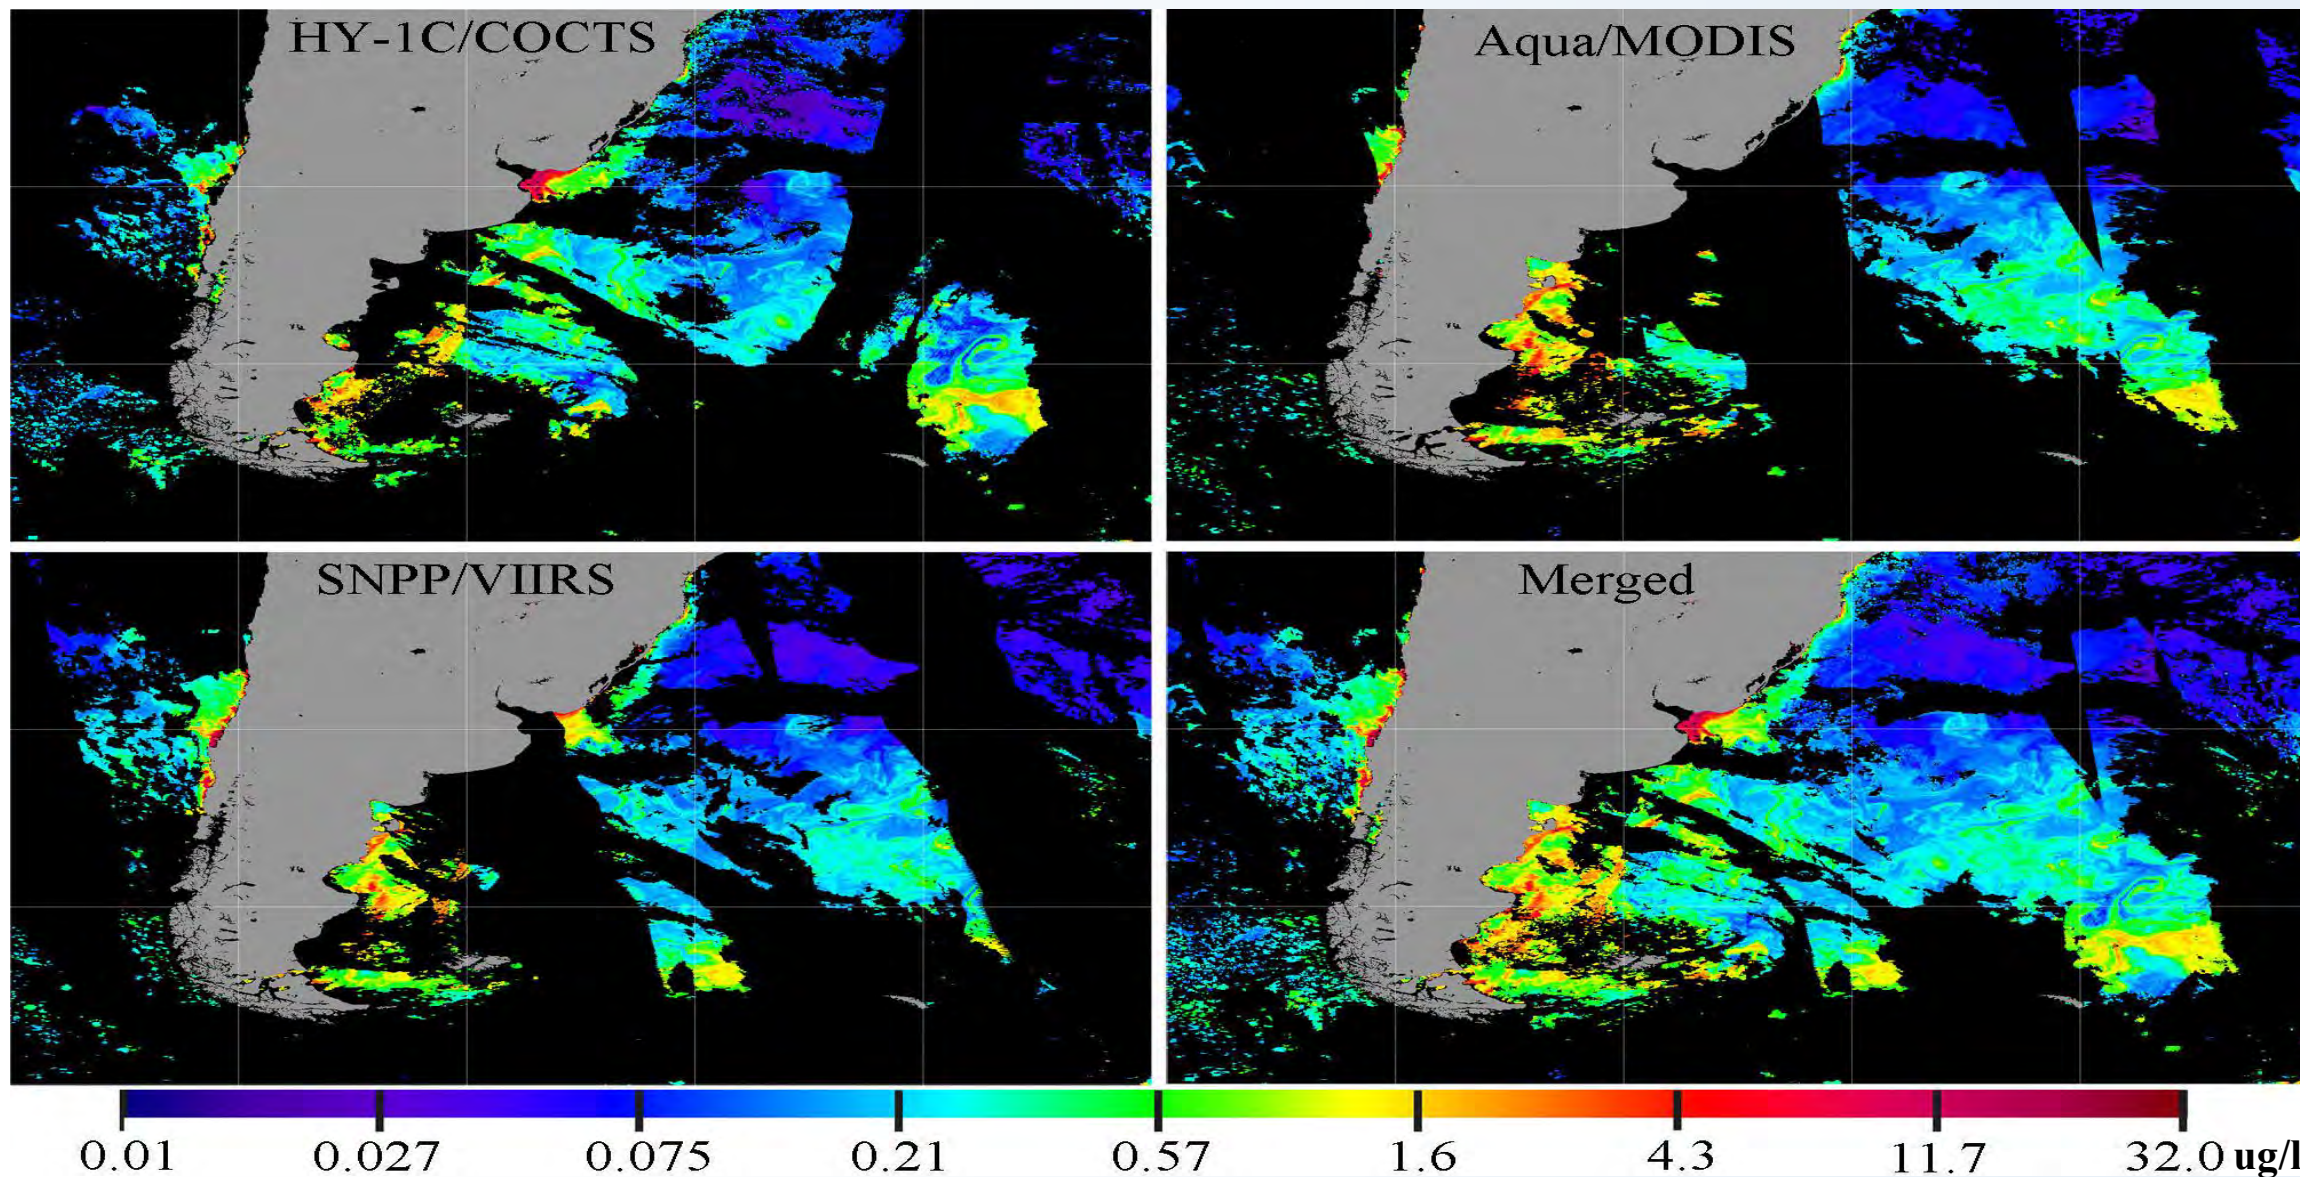 HY-1C/COCTS
Aqua/MODIS
SNPP/VIIRS
Merged
0.01 0.027 0.075 0.21 0.57 1.6 4.3 11.7 32.0 ug/l